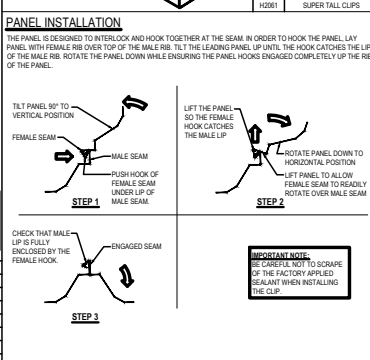 H2061 SUPER TALL CLIPS
PANEL INSTALLATION
THE PANEL IS DESIGNED TO INTERLOCK AND HOOK TOGETHER AT THE SEAM. IN ORDER TO HOOK THE PANEL, LAY
PANEL WITH FEMALE RIB OVER TOP OF THE MALE RIB. TILT THE LEADING PANEL UP UNTIL THE HOOK CATCHES THE LIP
OF THE MALE RIB. ROTATE THE PANEL DOWN WHILE ENSURING THE PANEL HOOKS ENGAGED COMPLETELY UP THE RIB
OF THE PANEL.
TILT PANEL 90° TO
VERTICAL POSITION
FEMALE SEAM
MALE SEAM
PUSH HOOK OF
FEMALE SEAM
UNDER LIP OF
MALE SEAM.
STEP 1
LIFT THE PANEL
SO THE FEMALE
HOOK CATCHES
THE MALE LIP
ROTATE PANEL DOWN TO
HORIZONTAL POSITION
LIFT PANEL TO ALLOW
FEMALE SEAM TO READILY
ROTATE OVER MALE SEAM
STEP 2
CHECK THAT MALE
LIP IS FULLY
ENCLOSED BY THE
FEMALE HOOK.
ENGAGED SEAM
STEP 3
IMPORTANT NOTE:
BE CAREFUL NOT TO SCRAPE
OF THE FACTORY APPLIED
SEALANT WHEN INSTALLING
THE CLIP.